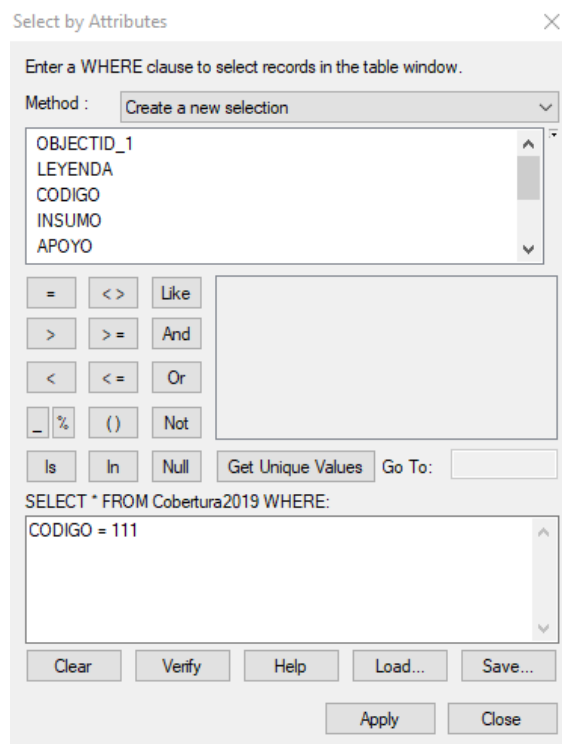 Select by Attributes
Enter a WHERE clause to select records in the table window.
Method : Create a new selection
OBJECTID_1
LEYENDA
CODIGO
INSUMO
APOYO
= < > Like
> > = And
< < = Or
_ % ( ) Not
Is In Null Get Unique Values Go To:
SELECT * FROM Cobertura2019 WHERE:
CODIGO = 111
Clear Verify Help Load... Save...
Apply Close